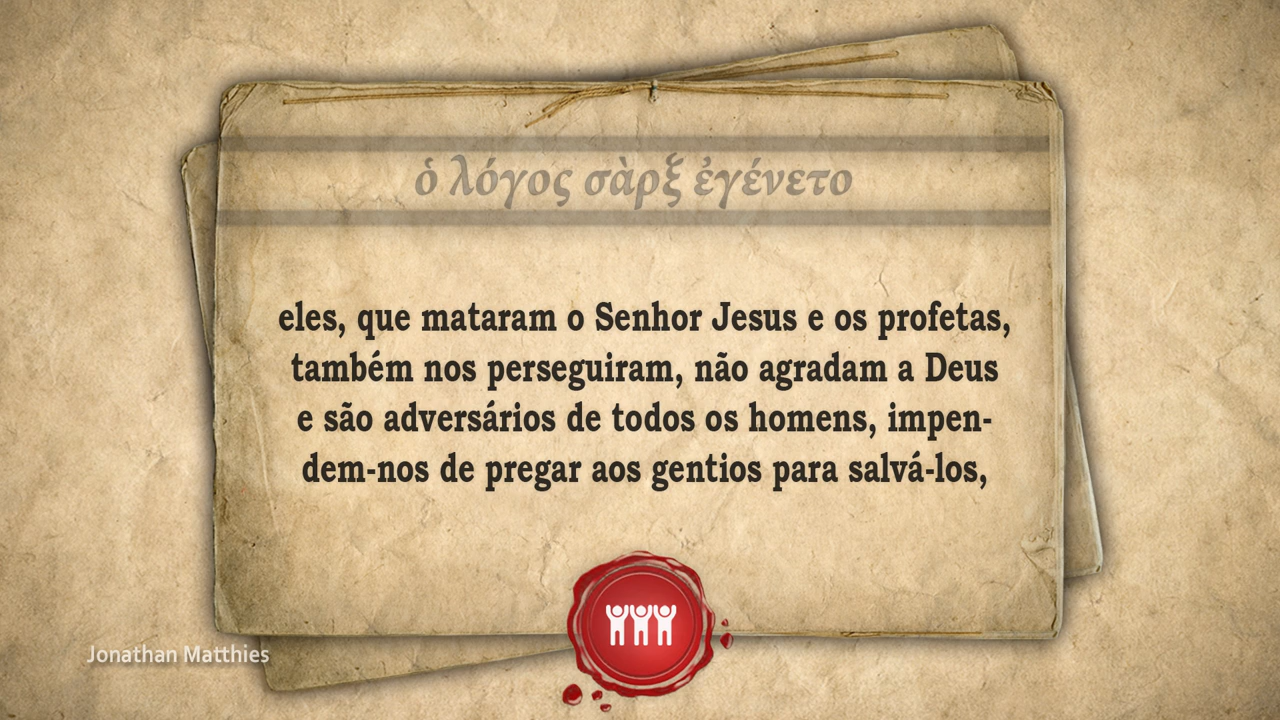 ὁ λόγος σὰρξ ἐγένετο
eles, que mataram o Senhor Jesus e os profetas,
também nos perseguiram, não agradam a Deus
e são adversários de todos os homens, impen-
dem-nos de pregar aos gentios para salvá-los,
Jonathan Matthies